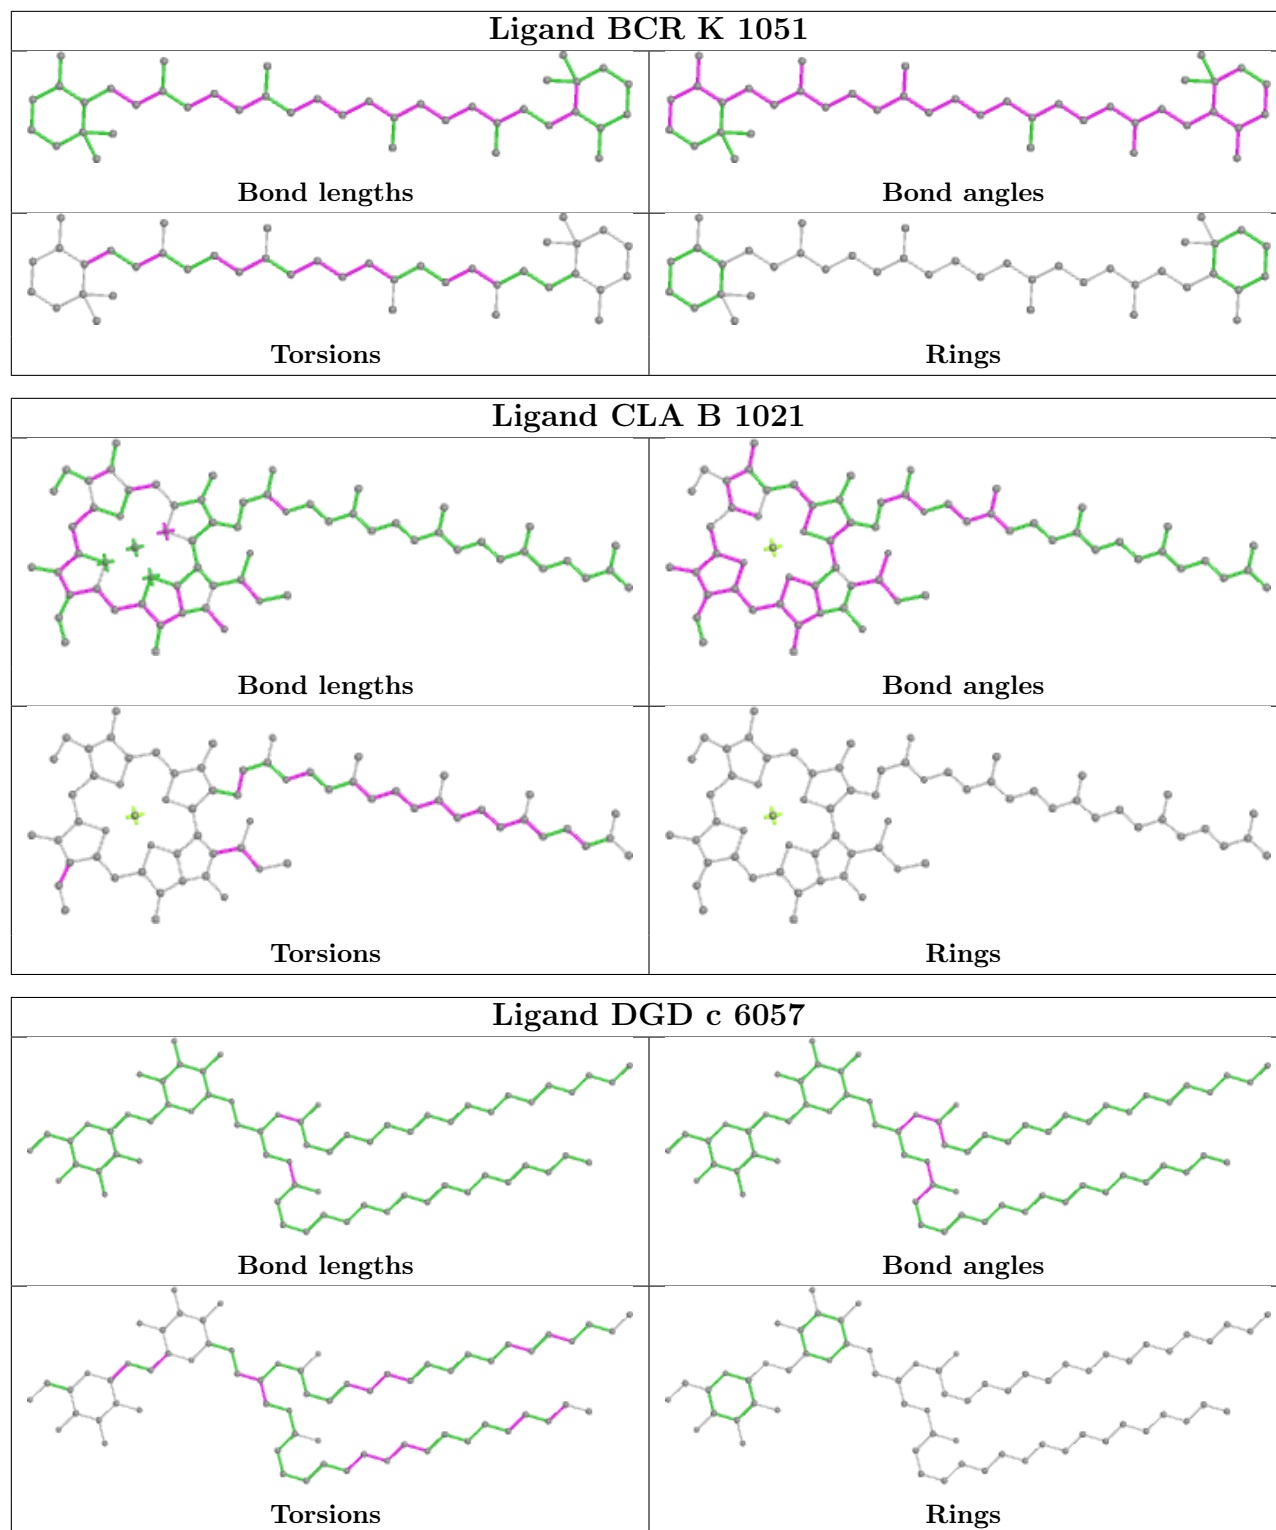 Ligand BCR K 1051
Bond lengths
Bond angles
Torsions
Rings
Ligand CLA B 1021
Bond lengths
Bond angles
Torsions
Rings
Ligand DGD c 6057
Bond lengths
Bond angles
Torsions
Rings